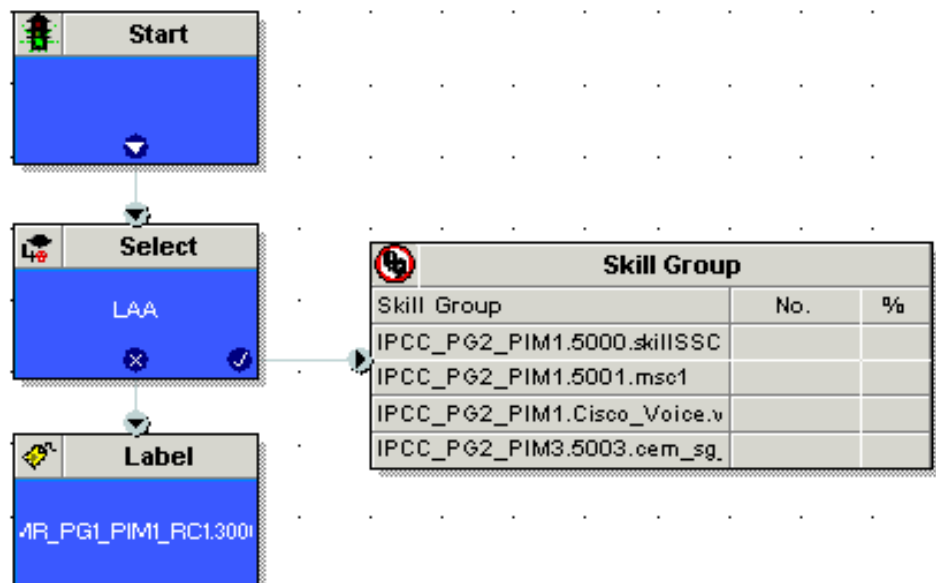 Start
Select
LAA
Skill Group
Skill Group No. %
IPCC_PG2_PIM1.5000.skillSSC
IPCC_PG2_PIM1.5001.msc1
IPCC_PG2_PIM1.Cisco_Voice.v
IPCC_PG2_PIM3.5003.cem_sg_
Label
MR_PG1_PIM1_RC1.300